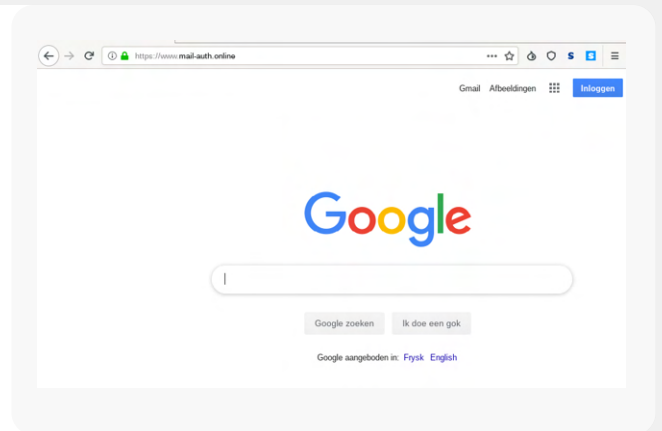 https://www.mail-auth.online
Gmail Afbeeldingen Inloggen
Google
Google zoeken Ik doe een gok
Google aangeboden in: Frysk English